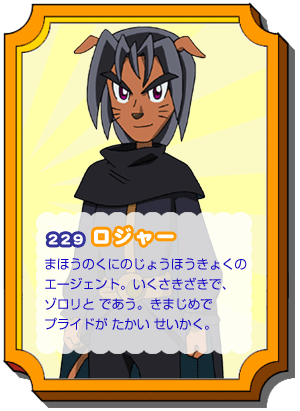 229 ロジャー
まほうのくにのじょうほうきょくの
エージェント。いくさきざきで、
ゾロリと であう。きまじめで
プライドが たかい せいかく。